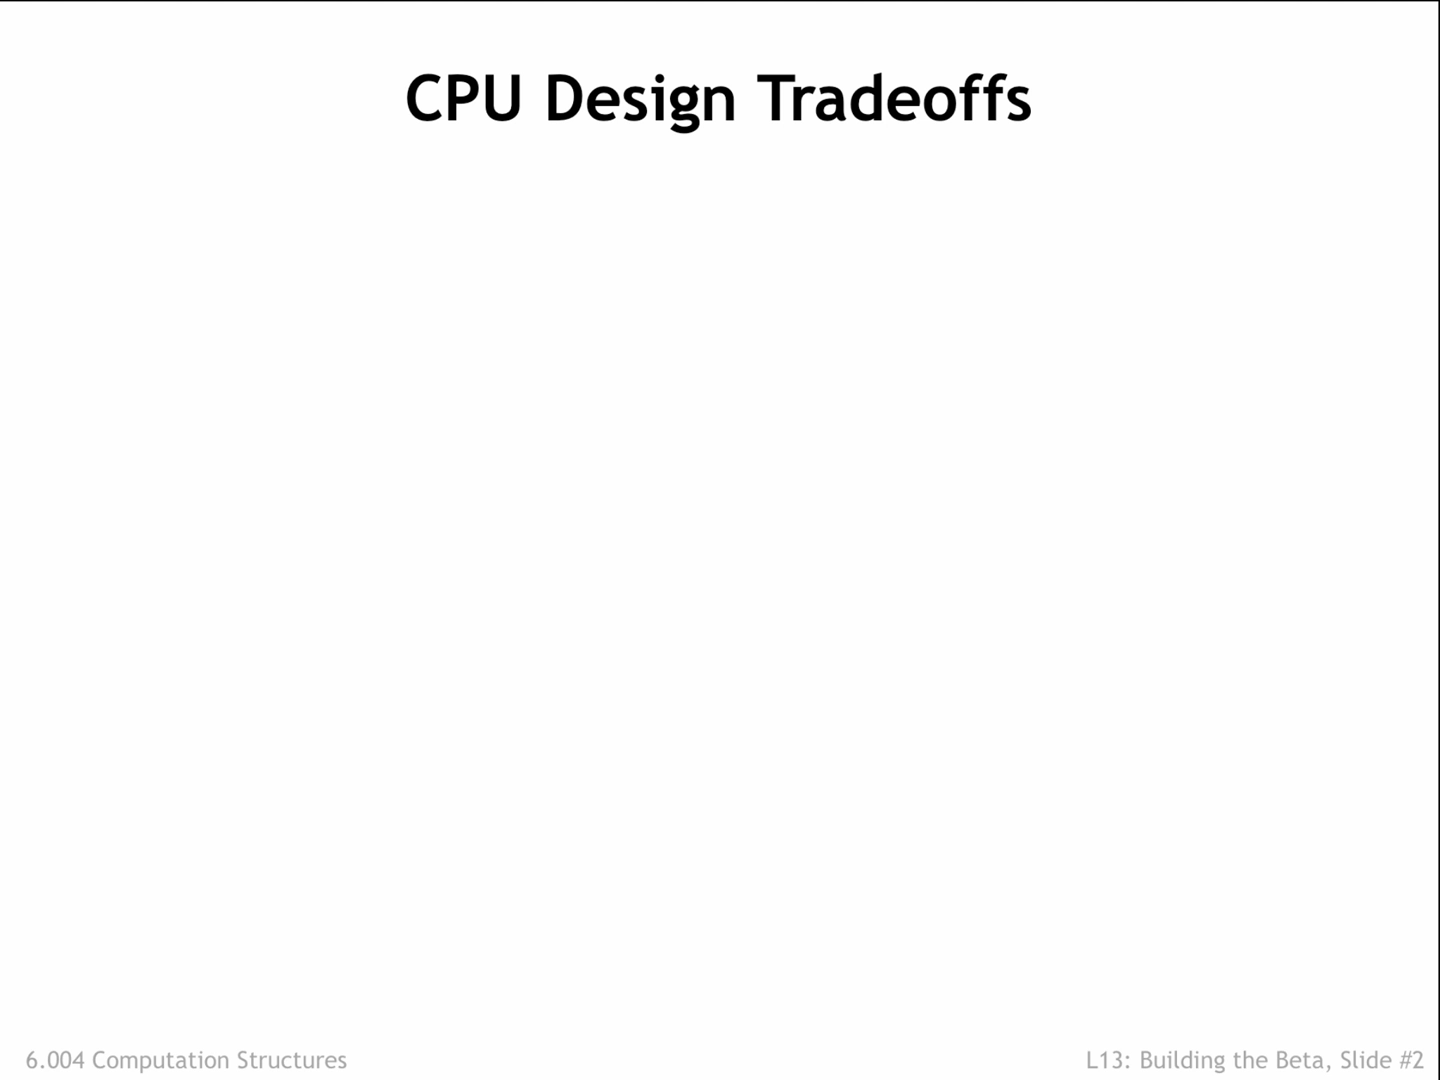 CPU Design Tradeoffs
6.004 Computation Structures
L13: Building the Beta, Slide #2